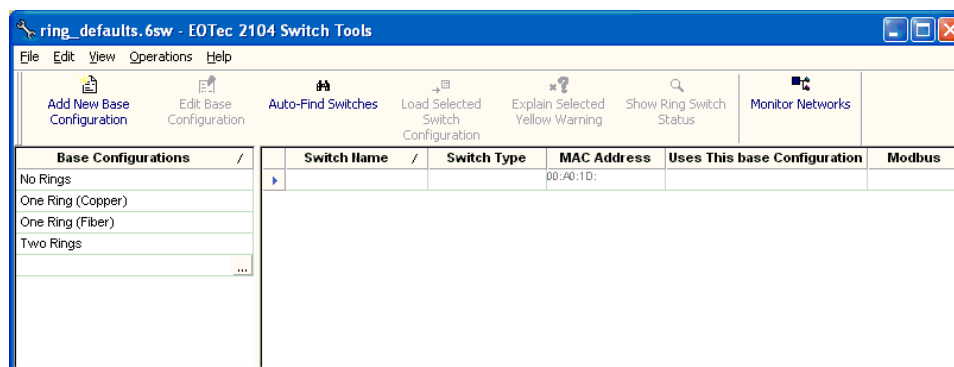 ring_defaults.6sw - EOTec 2104 Switch Tools
File Edit View Operations Help
Add New Base
Configuration
Edit Base
Configuration
Auto-Find Switches
Load Selected
Switch
Configuration
Explain Selected
Yellow Warning
Show Ring Switch
Status
Monitor Networks
Base Configurations /
Switch Name / Switch Type MAC Address Uses This base Configuration Modbus
No Rings
00:A0:1D:
One Ring (Copper)
One Ring (Fiber)
Two Rings
...